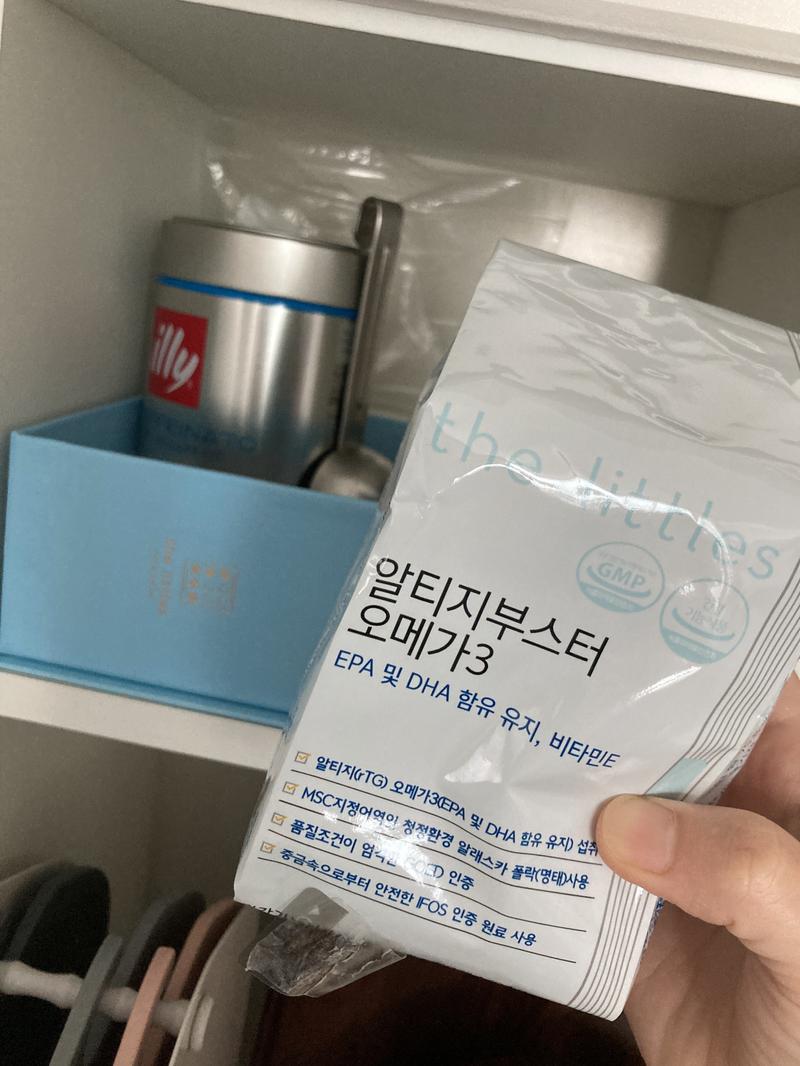 illy
the littles
GMP
알티지부스터
오메가3
EPA 및 DHA 함유 유지, 비타민E
알티지(rTG) 오메가3(EPA 및 DHA 함유 유지) 섭취
MSC지정어역인 청정환경 알래스카 폴락(명태)사용
품질조건이 엄격한 GOED 인증
중금속으로부터 안전한 IFOS 인증 원료 사용